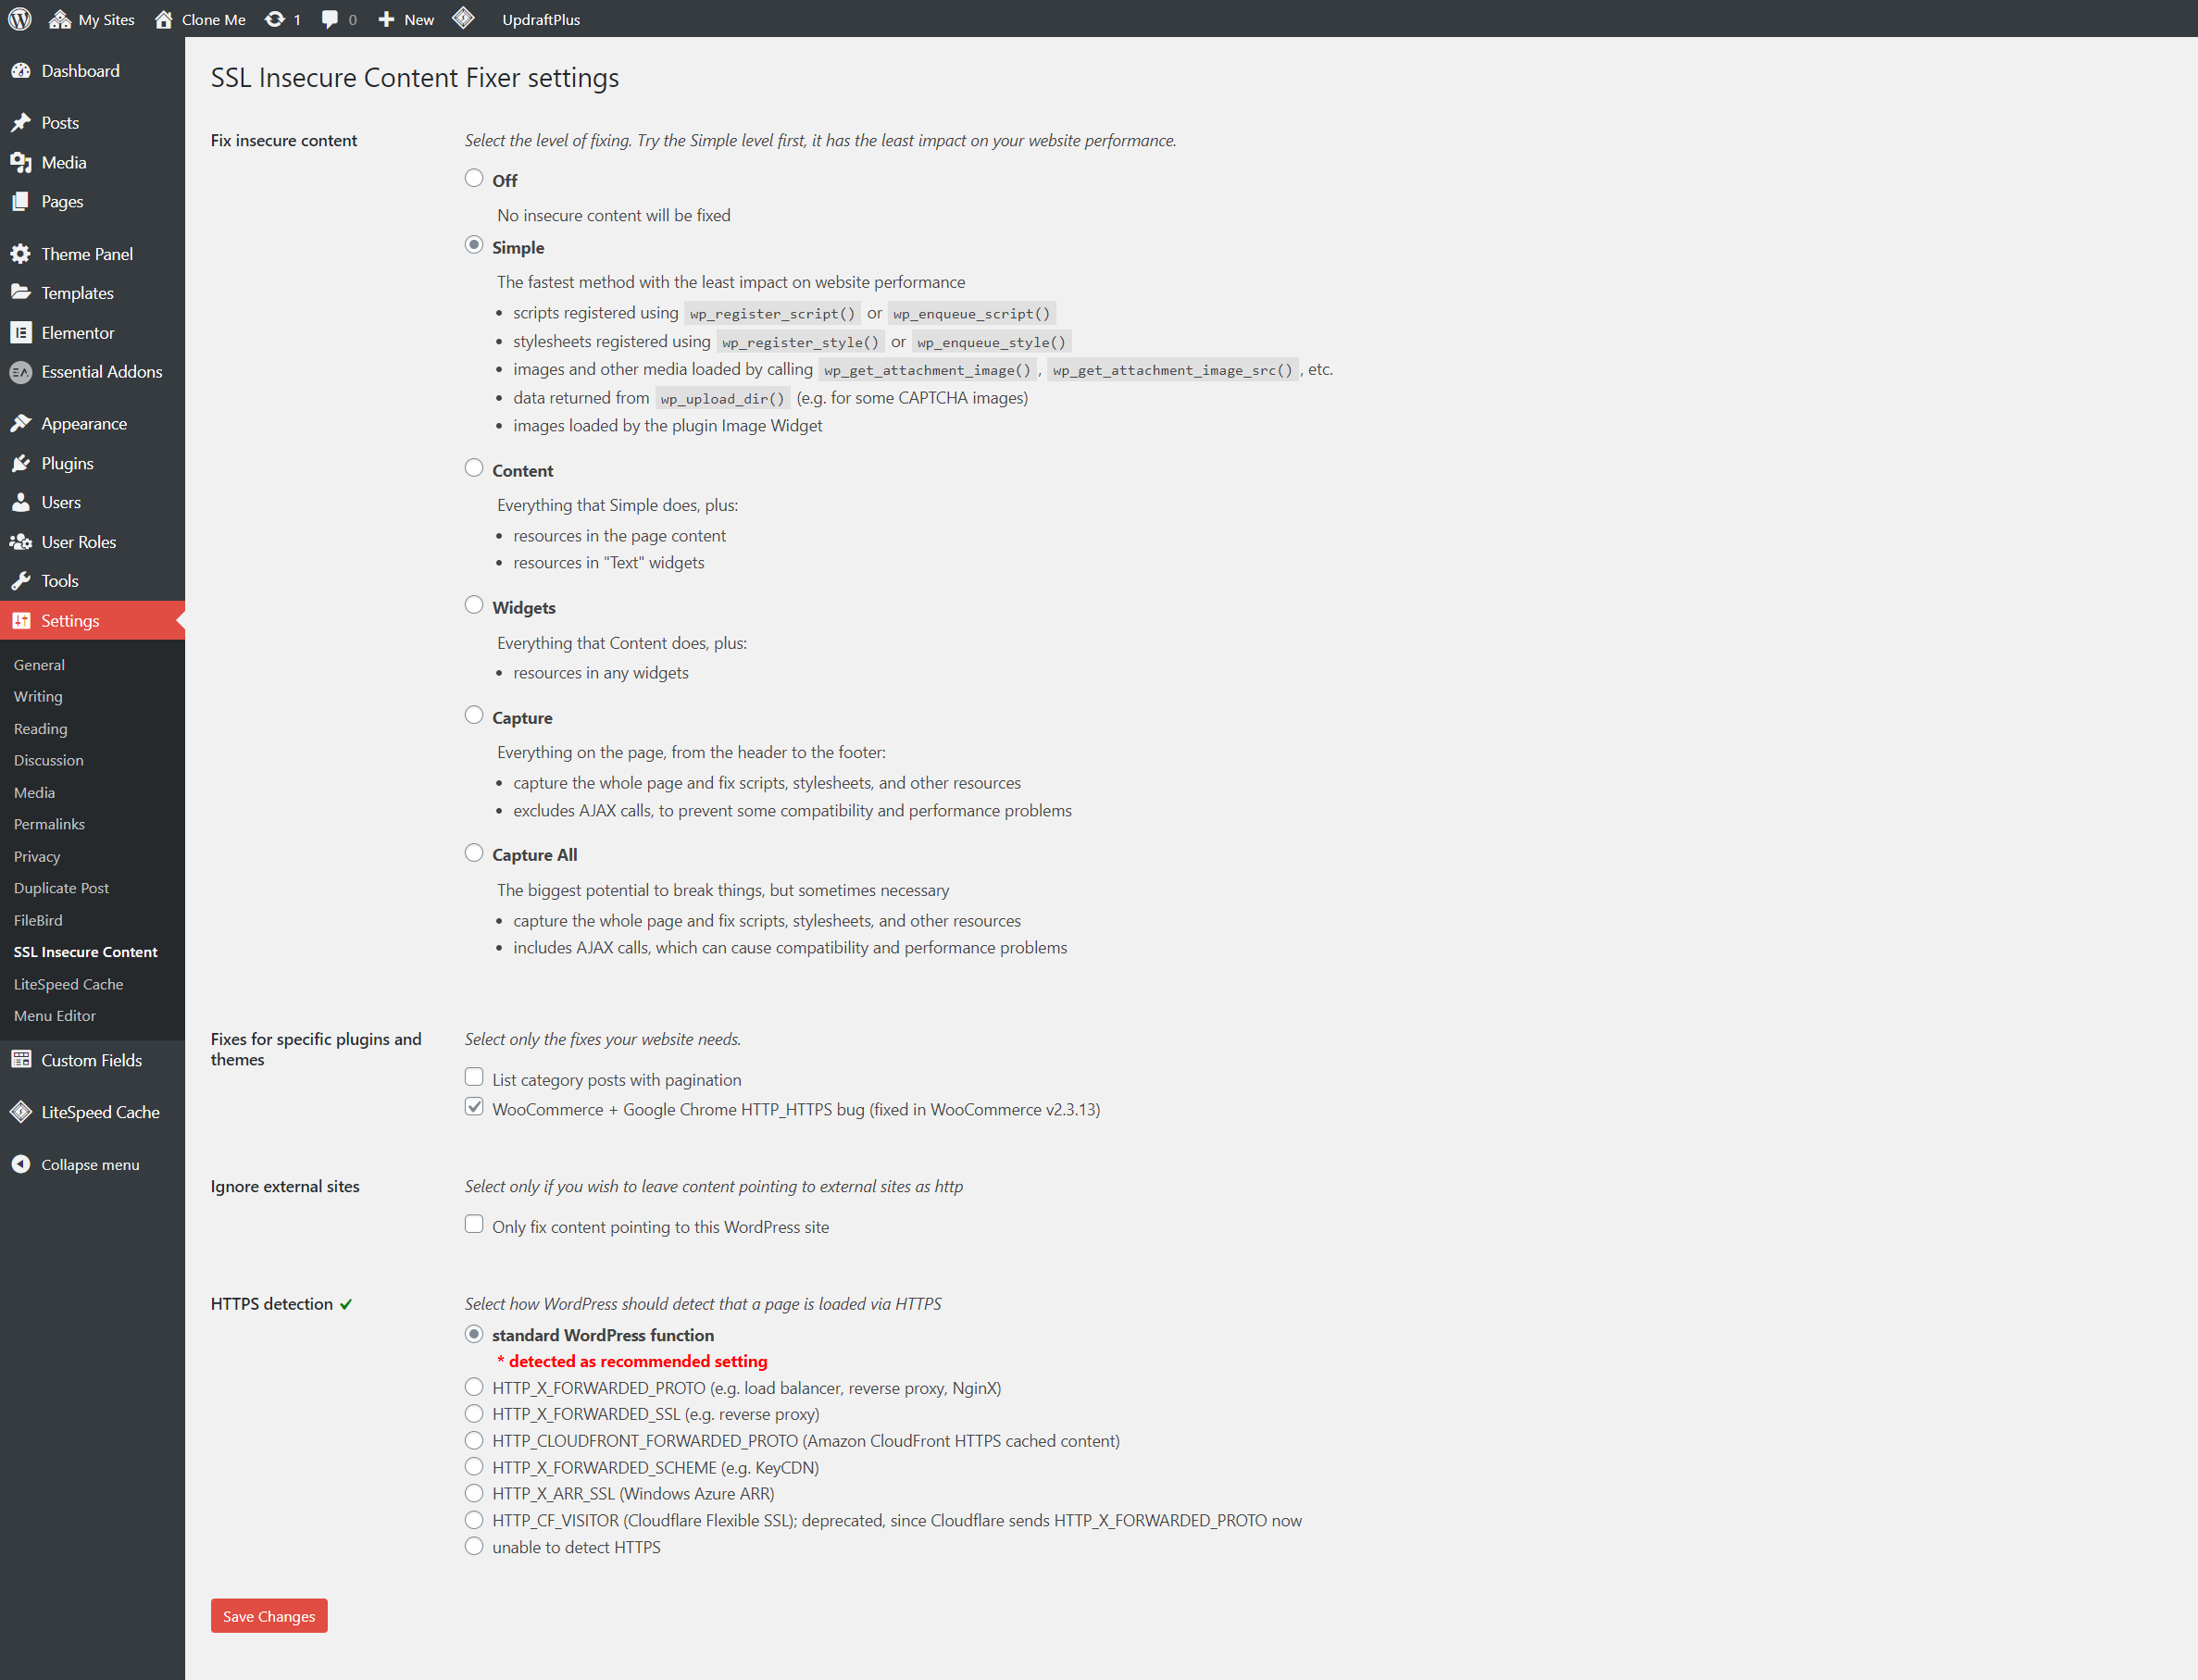 My Sites Clone Me 1 0 New UpdraftPlus
Dashboard
Posts
Media
Pages
Theme Panel
Templates
Elementor
Essential Addons
Appearance
Plugins
Users
User Roles
Tools
Settings
General
Writing
Reading
Discussion
Media
Permalinks
Privacy
Duplicate Post
FileBird
SSL Insecure Content
LiteSpeed Cache
Menu Editor
Custom Fields
LiteSpeed Cache
Collapse menu
SSL Insecure Content Fixer settings
Fix insecure content
Select the level of fixing. Try the Simple level first, it has the least impact on your website performance.
Off
No insecure content will be fixed
Simple
The fastest method with the least impact on website performance
• scripts registered using wp_register_script() or wp_enqueue_script()
• stylesheets registered using wp_register_style() or wp_enqueue_style()
• images and other media loaded by calling wp_get_attachment_image() , wp_get_attachment_image_src() , etc.
• data returned from wp_upload_dir() (e.g. for some CAPTCHA images)
• images loaded by the plugin Image Widget
Content
Everything that Simple does, plus:
• resources in the page content
• resources in "Text" widgets
Widgets
Everything that Content does, plus:
• resources in any widgets
Capture
Everything on the page, from the header to the footer:
• capture the whole page and fix scripts, stylesheets, and other resources
• excludes AJAX calls, to prevent some compatibility and performance problems
Capture All
The biggest potential to break things, but sometimes necessary
• capture the whole page and fix scripts, stylesheets, and other resources
• includes AJAX calls, which can cause compatibility and performance problems
Fixes for specific plugins and
themes
Select only the fixes your website needs.
List category posts with pagination
WooCommerce + Google Chrome HTTP_HTTPS bug (fixed in WooCommerce v2.3.13)
Ignore external sites
Select only if you wish to leave content pointing to external sites as http
Only fix content pointing to this WordPress site
HTTPS detection
Select how WordPress should detect that a page is loaded via HTTPS
standard WordPress function
* detected as recommended setting
HTTP_X_FORWARDED_PROTO (e.g. load balancer, reverse proxy, NginX)
HTTP_X_FORWARDED_SSL (e.g. reverse proxy)
HTTP_CLOUDFRONT_FORWARDED_PROTO (Amazon CloudFront HTTPS cached content)
HTTP_X_FORWARDED_SCHEME (e.g. KeyCDN)
HTTP_X_ARR_SSL (Windows Azure ARR)
HTTP_CF_VISITOR (Cloudflare Flexible SSL); deprecated, since Cloudflare sends HTTP_X_FORWARDED_PROTO now
unable to detect HTTPS
Save Changes